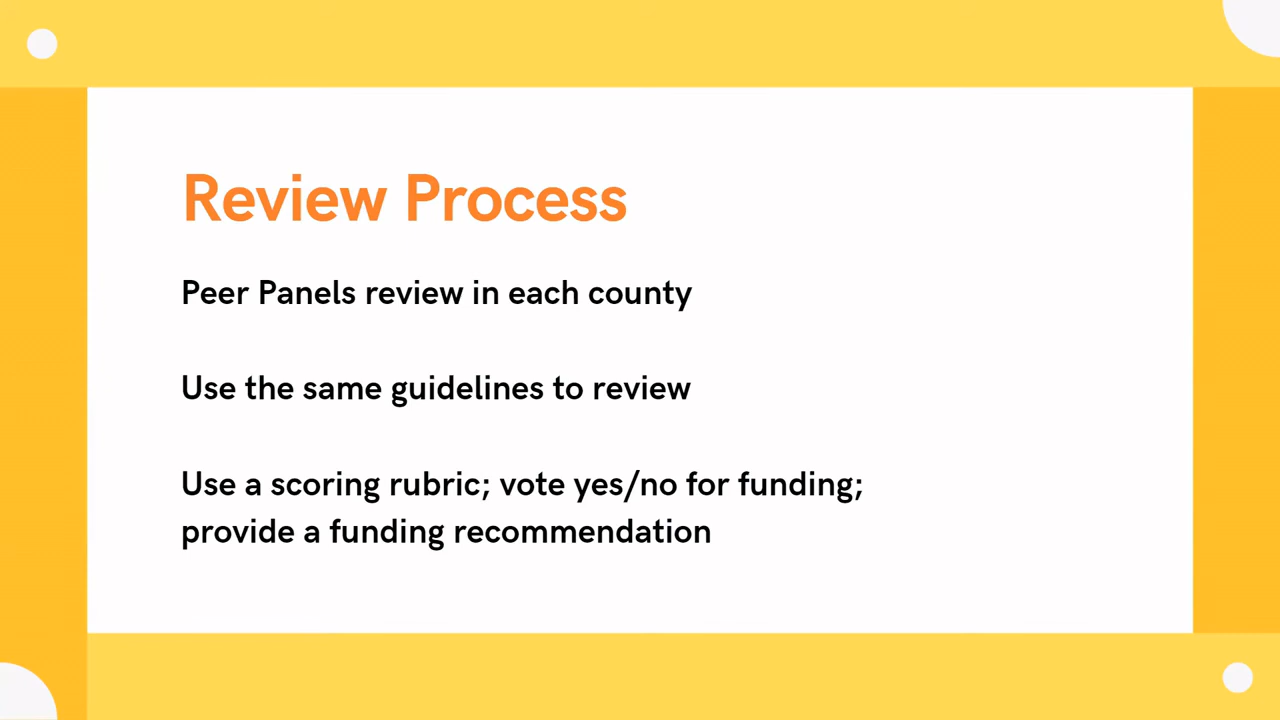 Review Process
Peer Panels review in each county
Use the same guidelines to review
Use a scoring rubric; vote yes/no for funding;
provide a funding recommendation